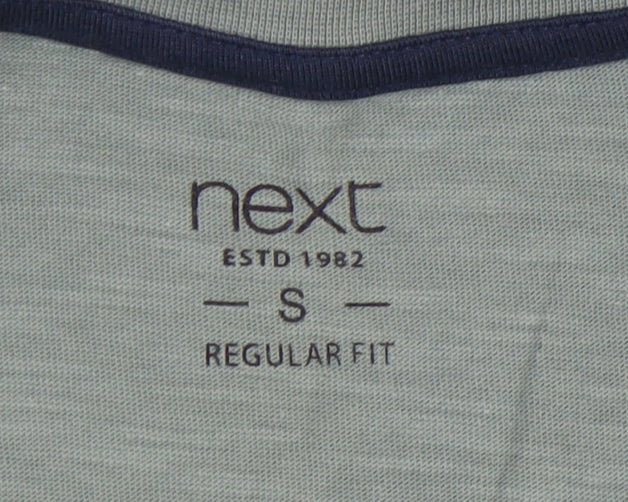 next
ESTD 1982
— S —
REGULAR FIT